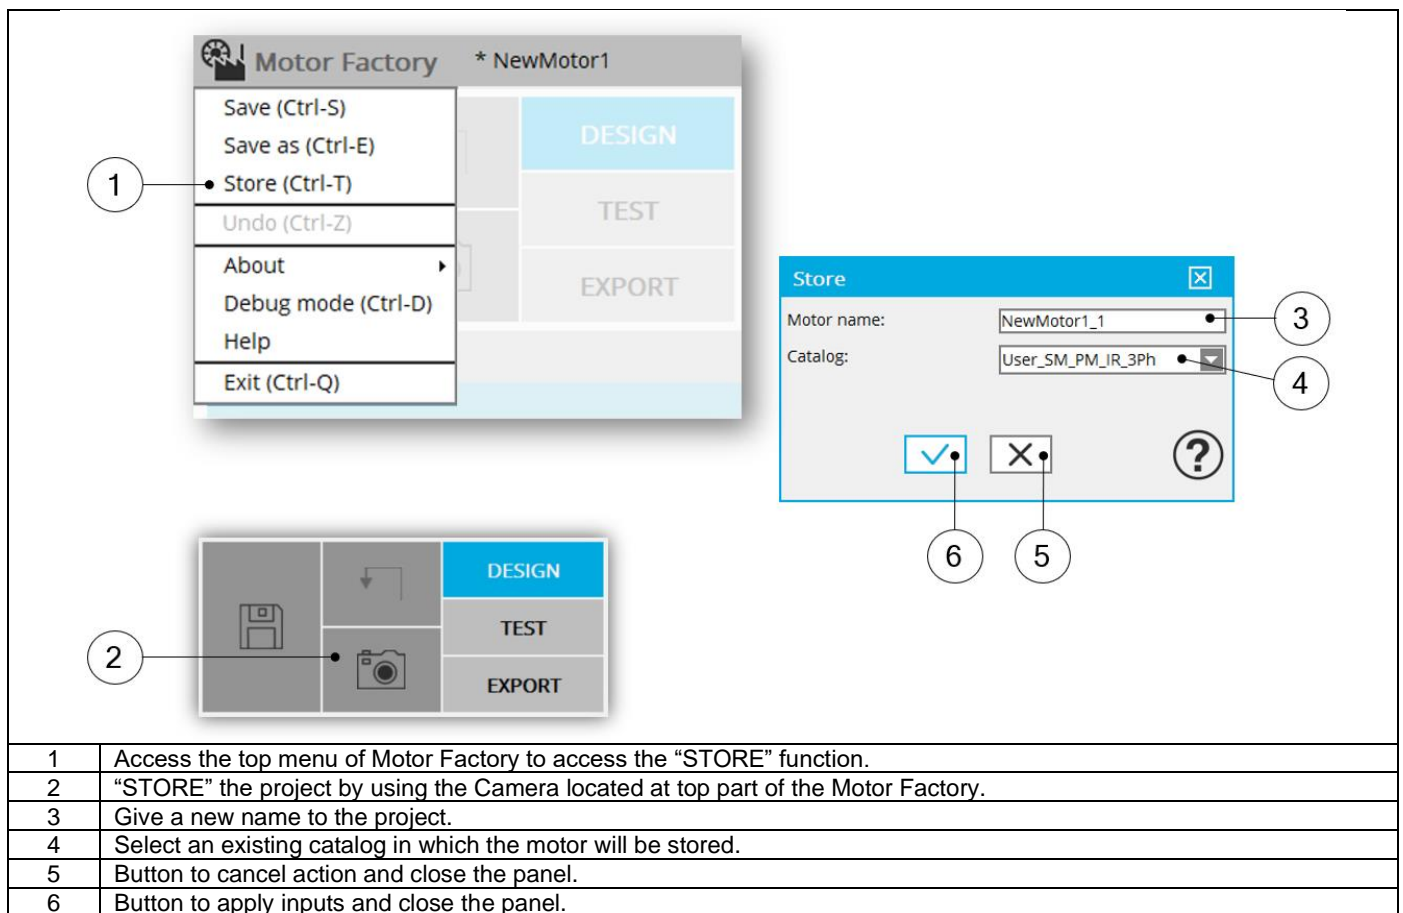 Motor Factory * NewMotor1
Save (Ctrl-S)
Save as (Ctrl-E)
Store (Ctrl-T)
Undo (Ctrl-Z)
About
Debug mode (Ctrl-D)
Help
Exit (Ctrl-Q)
DESIGN
TEST
EXPORT
1
Store
Motor name: NewMotor1_1
Catalog: User_SM_PM_IR_3Ph
?
3
4
6 5
DESIGN
TEST
EXPORT
2
1 Access the top menu of Motor Factory to access the “STORE” function.
2 “STORE” the project by using the Camera located at top part of the Motor Factory.
3 Give a new name to the project.
4 Select an existing catalog in which the motor will be stored.
5 Button to cancel action and close the panel.
6 Button to apply inputs and close the panel.